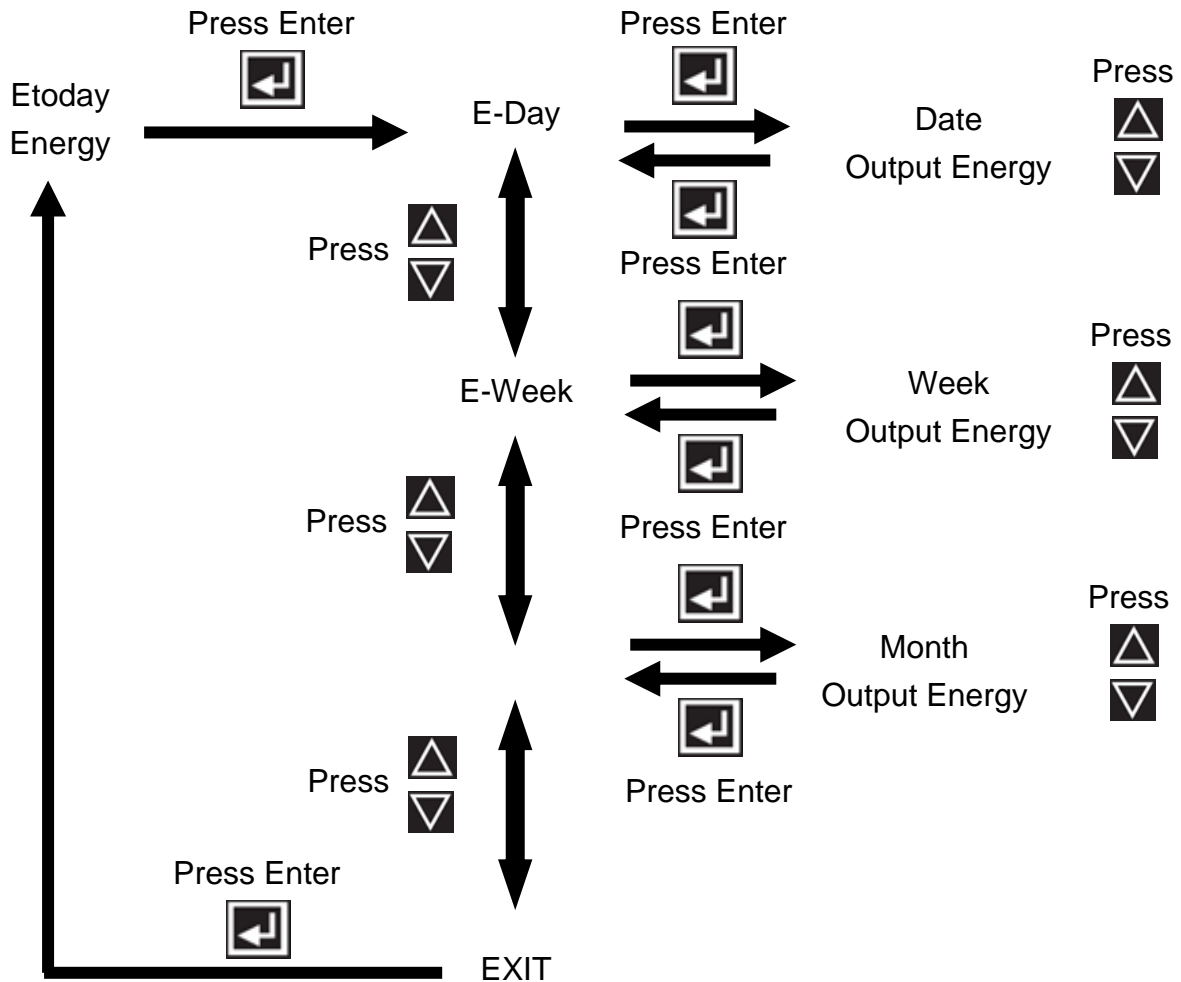 Press Enter
Press Enter
Press
Etoday
Energy
E-Day
Date
Output Energy
Press
Press Enter
Press
E-Week
Week
Output Energy
Press
Press Enter
Press
Month
Output Energy
Press
Press Enter
Press Enter
EXIT